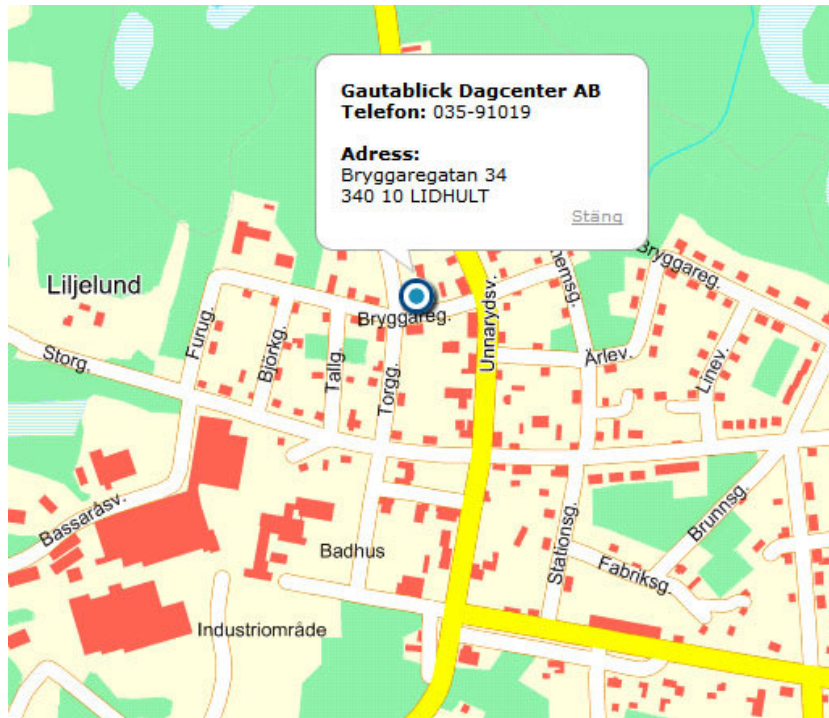 Gautablick Dagcenter AB
Telefon: 035-91019
Adress:
Bryggaregatan 34
340 10 LIDHULT
Stäng
Liljelund
Storg.
Furug.
Björkg.
Tallg.
Torgg.
Bryggareg.
Unnarydsv.
Bryggareg.
Ärlev.
Linev.
Bassaråsv.
Badhus
Industriområde
Stationsg.
Fabriksg.
Brunnsg.